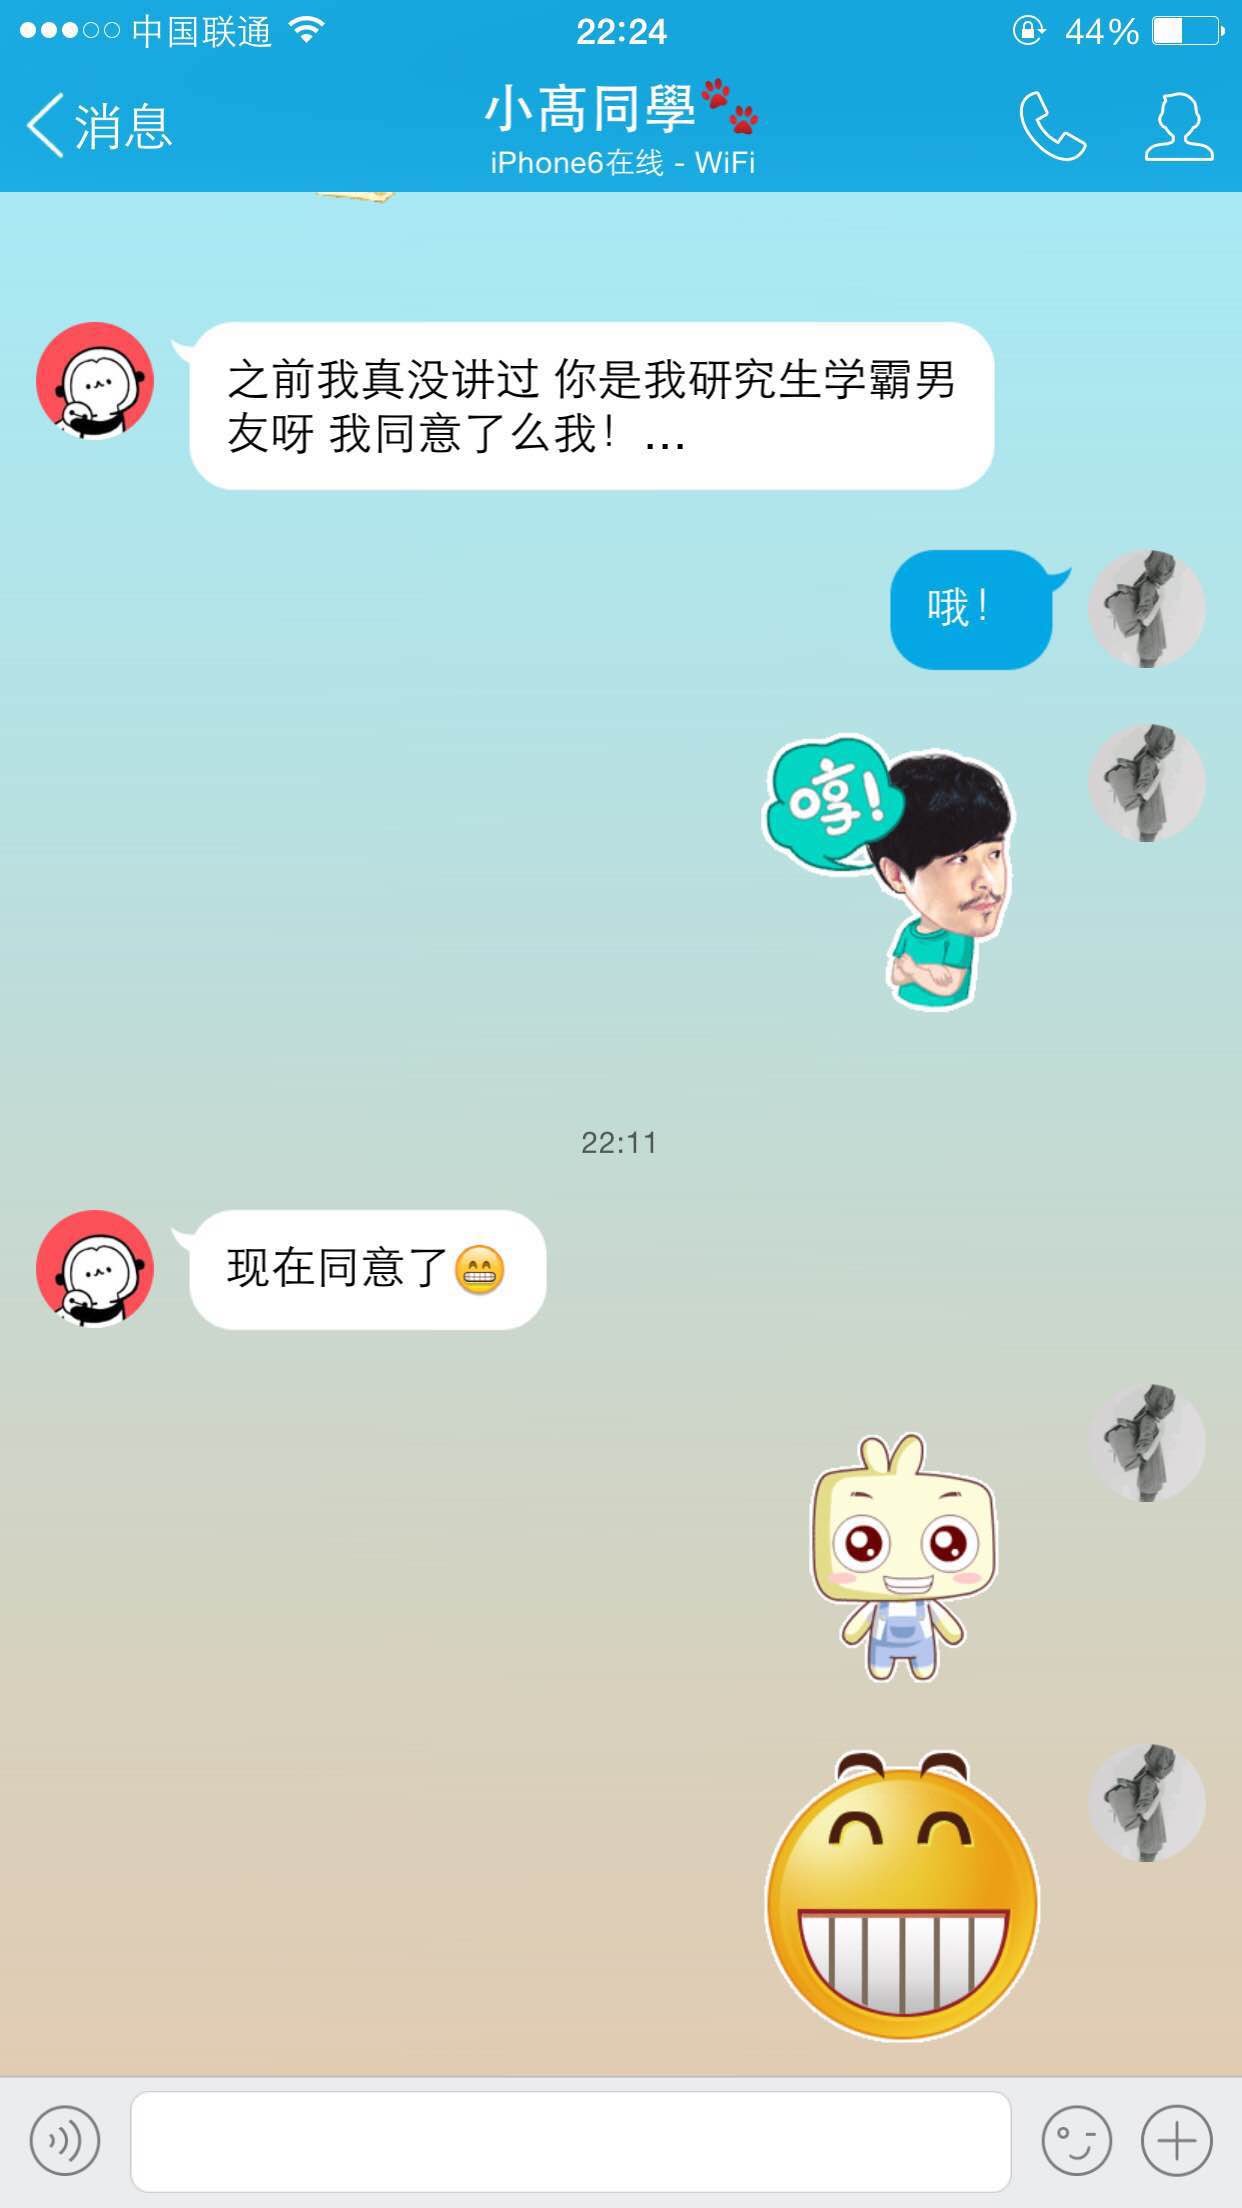 中国联通 22:24 44%
消息 小髙同學
iPhone6在线 - WiFi
之前我真没讲过 你是我研究生学霸男
友呀 我同意了么我！...
哦！
哼!
22:11
现在同意了